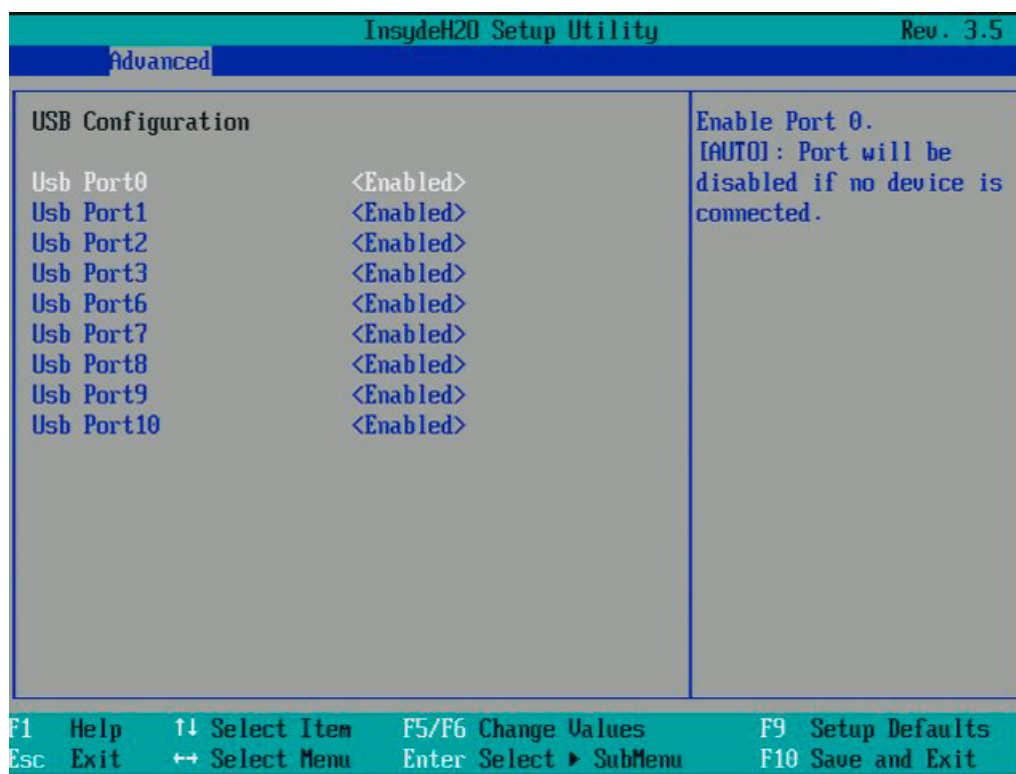 InsydeH2O Setup Utility Rev. 3.5
Advanced
USB Configuration
Usb Port0 <Enabled>
Usb Port1 <Enabled>
Usb Port2 <Enabled>
Usb Port3 <Enabled>
Usb Port6 <Enabled>
Usb Port7 <Enabled>
Usb Port8 <Enabled>
Usb Port9 <Enabled>
Usb Port10 <Enabled>
Enable Port 0.
[AUTO]: Port will be
disabled if no device is
connected.
F1 Help ↑↓ Select Item F5/F6 Change Values F9 Setup Defaults
Esc Exit ↔ Select Menu Enter Select ▶ SubMenu F10 Save and Exit